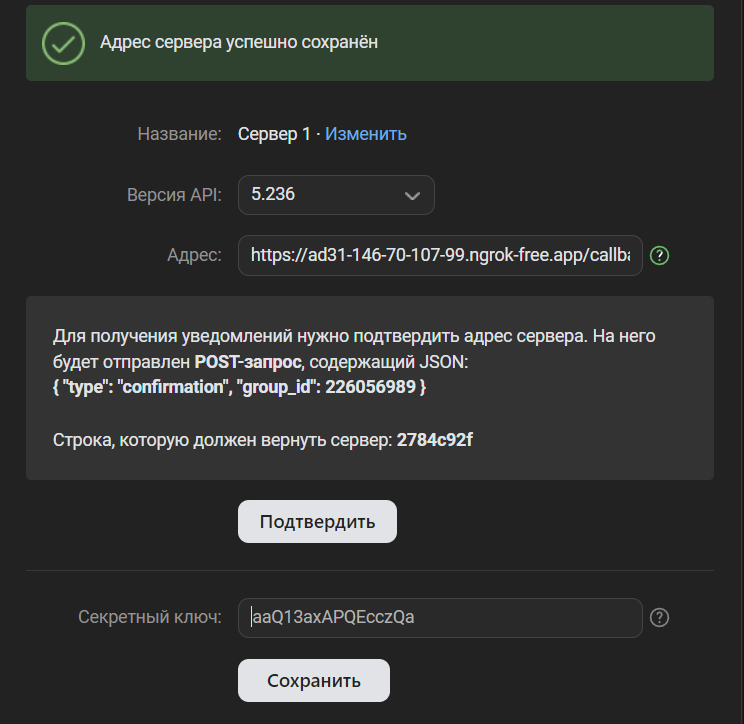 Адрес сервера успешно сохранён
Название: Сервер 1 · Изменить
Версия API: 5.236
Адрес: https://ad31-146-70-107-99.ngrok-free.app/callba
Для получения уведомлений нужно подтвердить адрес сервера. На него
будет отправлен POST-запрос, содержащий JSON:
{ "type": "confirmation", "group_id": 226056989 }
Строка, которую должен вернуть сервер: 2784c92f
Подтвердить
Секретный ключ: aaQ13axAPQEcczQa
Сохранить